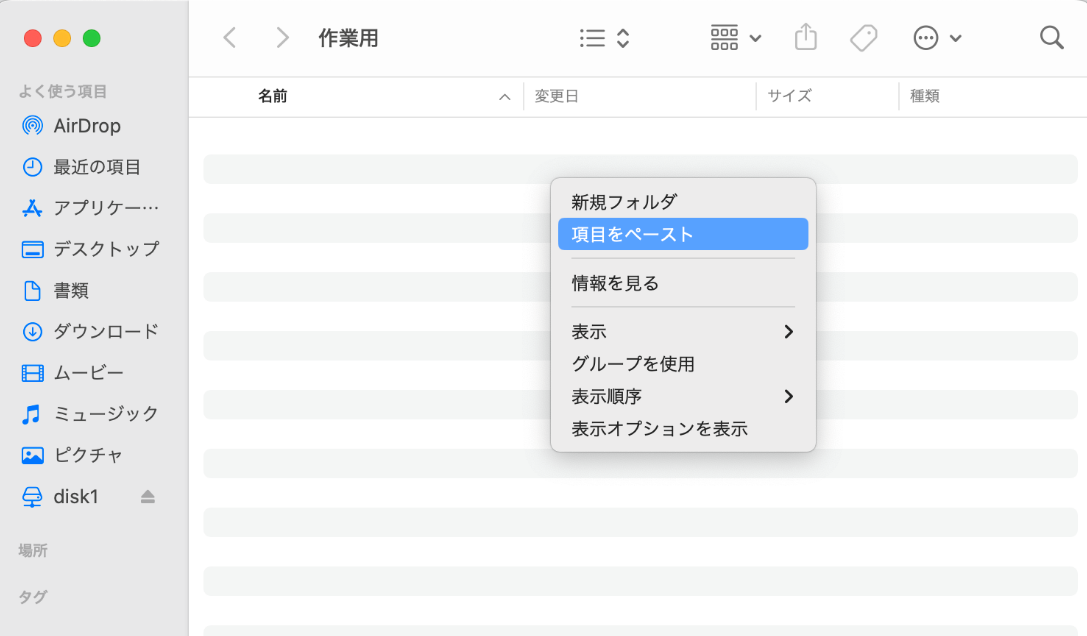 作業用
よく使う項目
AirDrop
最近の項目
アプリケー…
デスクトップ
書類
ダウンロード
ムービー
ミュージック
ピクチャ
disk1
場所
タグ
名前
変更日
サイズ
種類
新規フォルダ
項目をペースト
情報を見る
表示
グループを使用
表示順序
表示オプションを表示